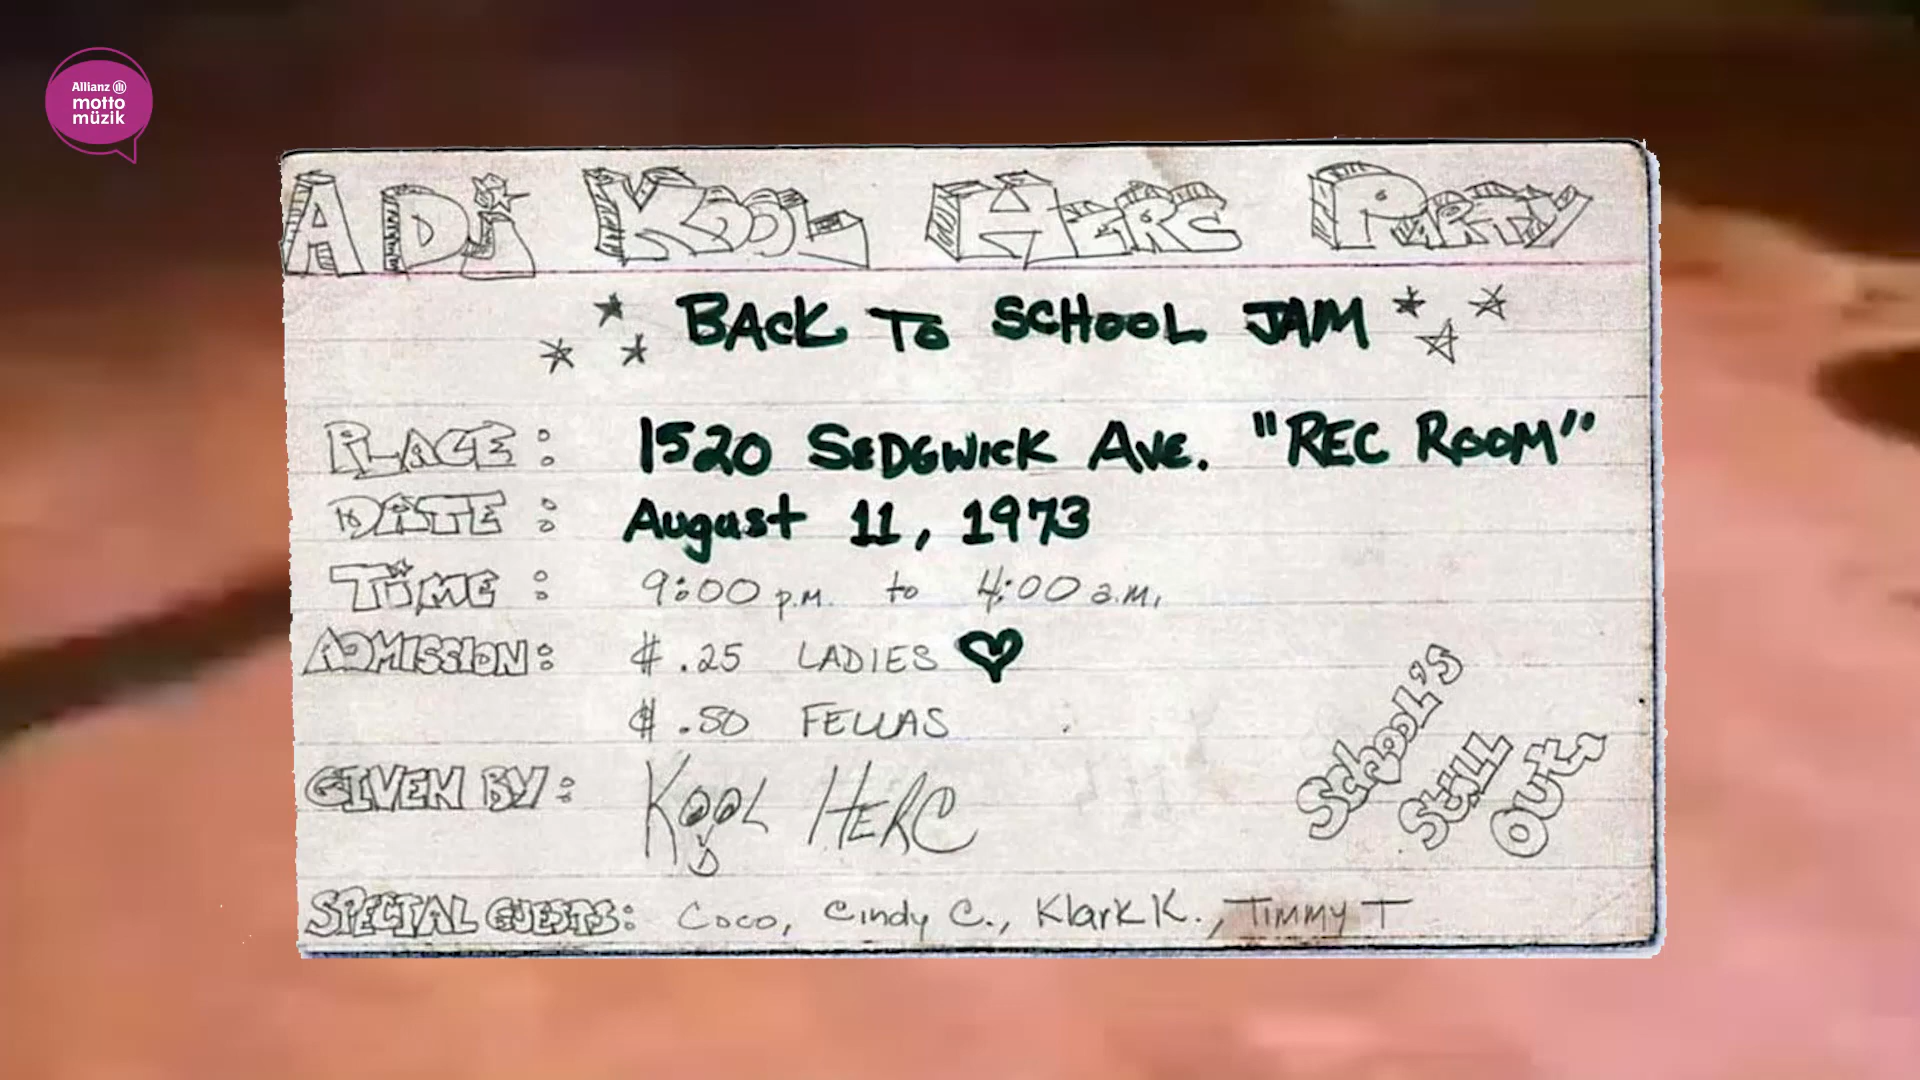 Allianz
motto
müzik
A DJ KOOL HERC PARTY
BACK TO SCHOOL JAM
PLACE: 1520 SEDGWICK AVE. "REC ROOM"
DATE: August 11, 1973
TIME: 9:00 p.m. to 4:00 a.m.
ADMISSION: $.25 LADIES
$.50 FELLAS
GIVEN BY: KOOL HERC
SPECIAL GUESTS: Coco, Cindy C., Klark K., Timmy T
SCHOOL'S
STILL
OUT